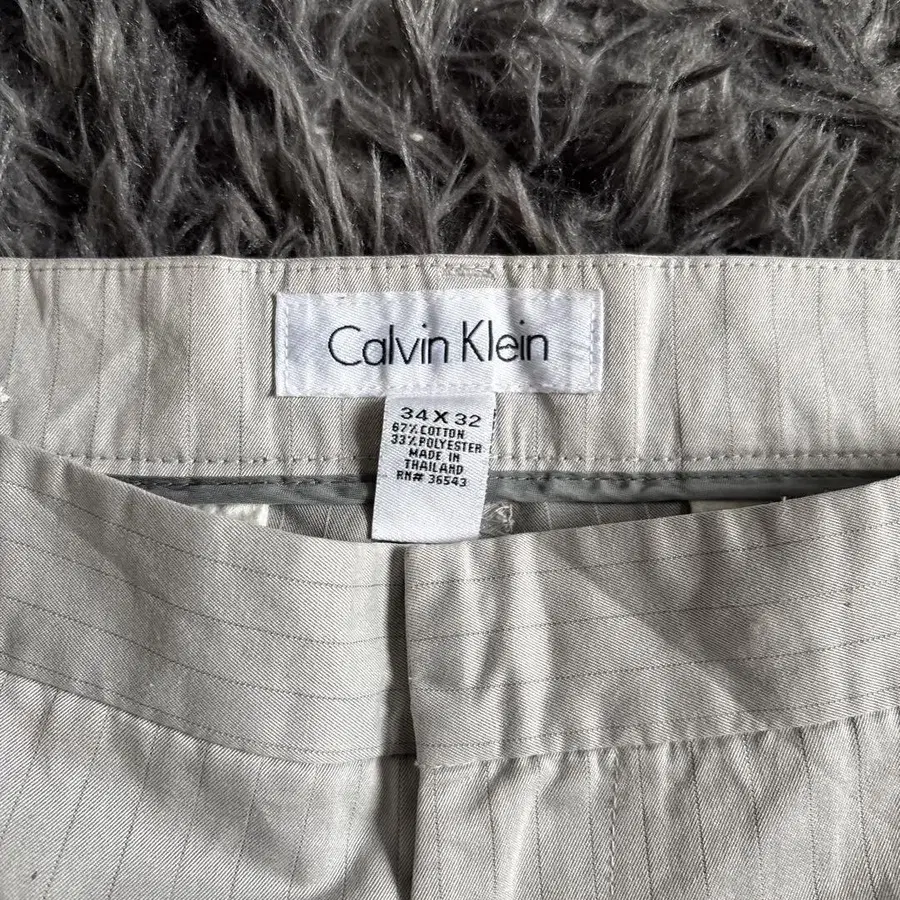 Calvin Klein
34 X 32
67% COTTON
33% POLYESTER
MADE IN
THAILAND
RN# 36543